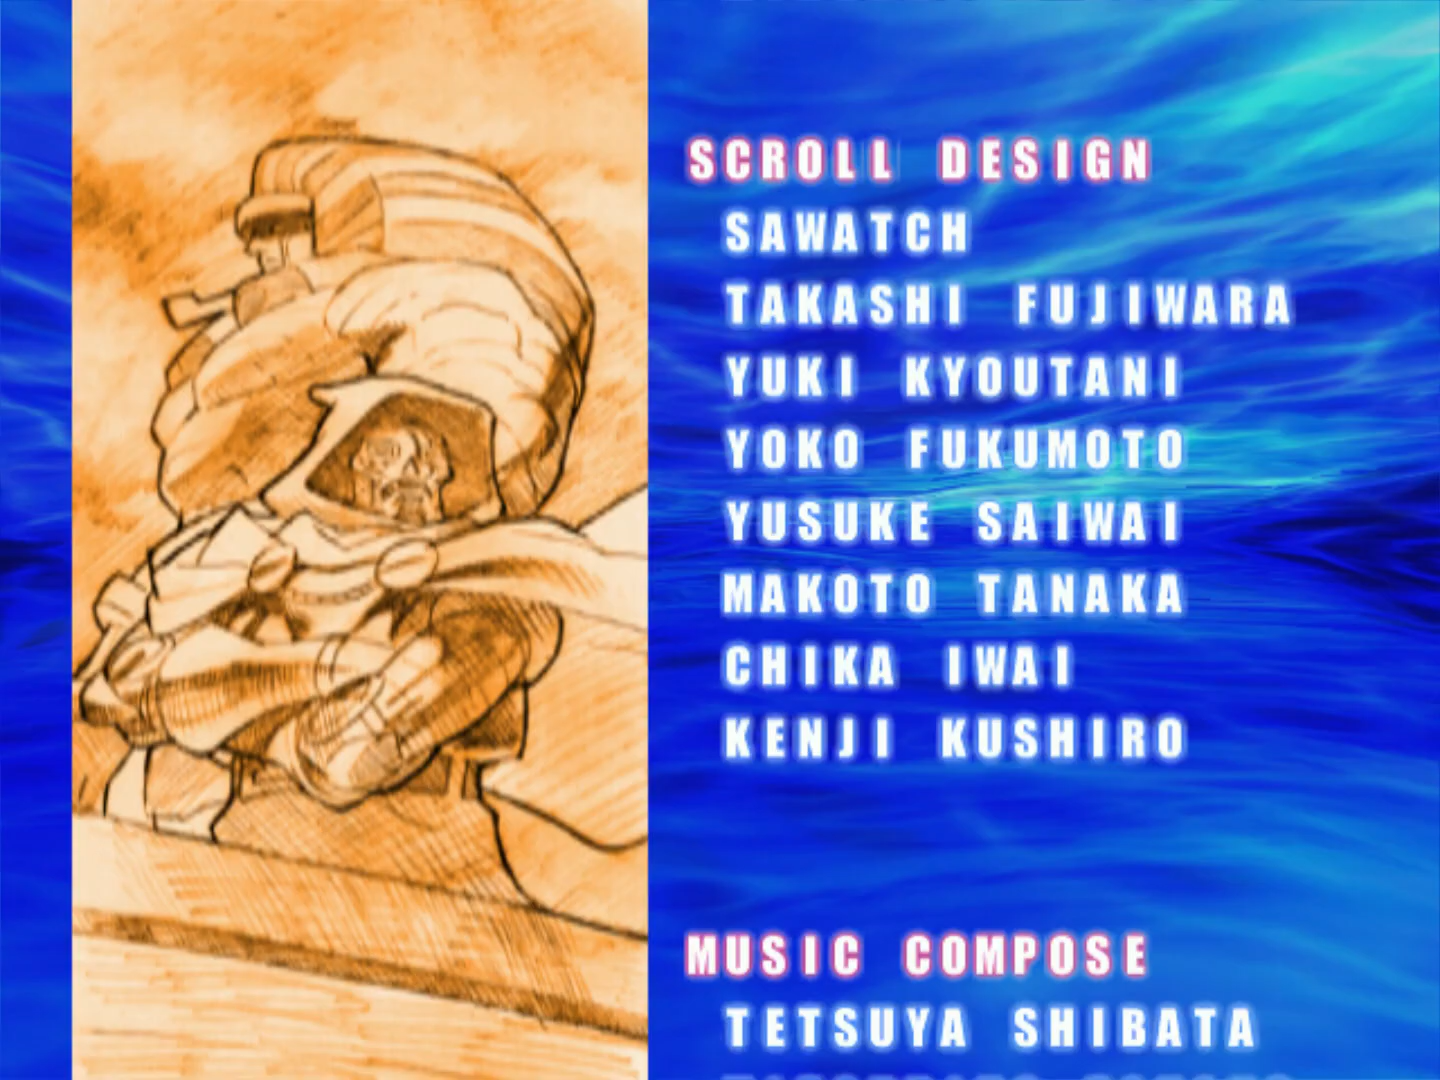 SCROLL DESIGN
SAWATCH
TAKASHI FUJIWARA
YUKI KYOUTANI
YOKO FUKUMOTO
YUSUKE SAIWAI
MAKOTO TANAKA
CHIKA IWAI
KENJI KUSHIRO
MUSIC COMPOSE
TETSUYA SHIBATA